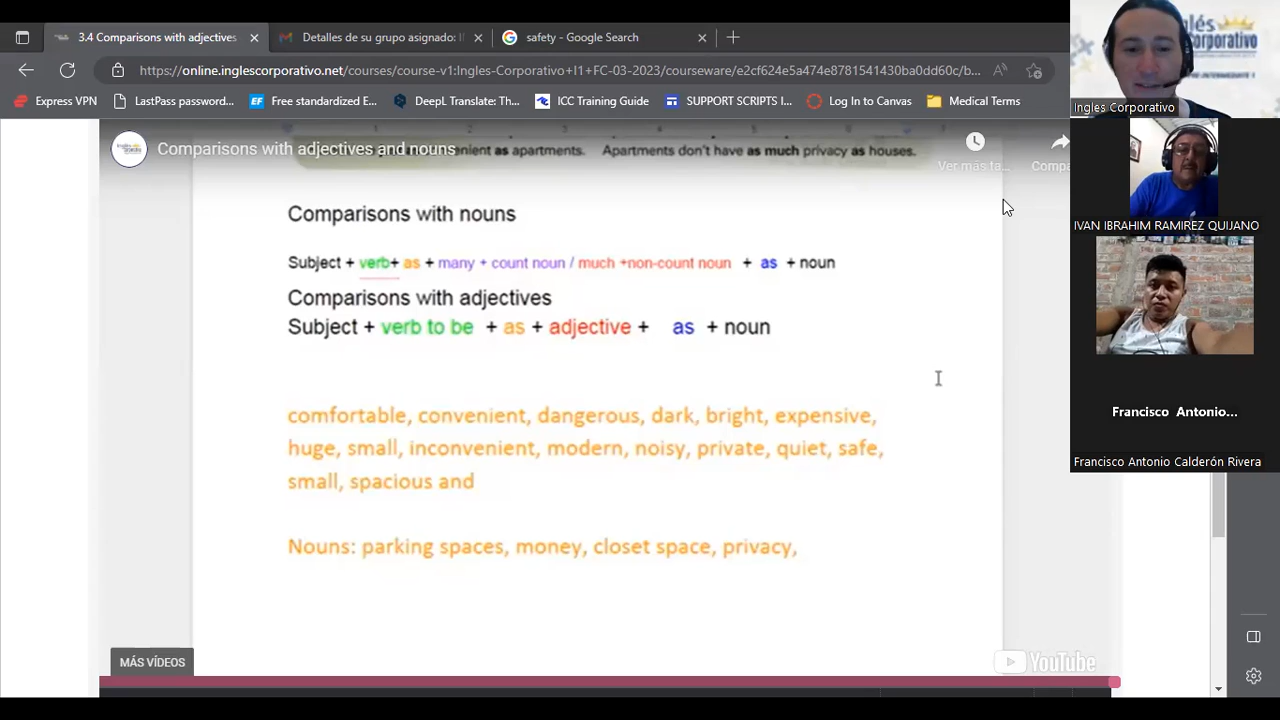 3.4 Comparisons with adjectives
Detalles de su grupo asignado: If
safety - Google Search
https://online.inglescorporativo.net/courses/course-v1:Ingles-Corporativo+I1+FC-03-2023/courseware/e2cf624e5a474e8781541430ba0dd60c/b...
Express VPN
LastPass password...
Free standardized E...
DeepL Translate: Th...
ICC Training Guide
SUPPORT SCRIPTS I...
Log In to Canvas
Medical Terms
Comparisons with adjectives and nouns
as apartments. Apartments don't have as much privacy as houses.
Ver más ta...
Compa
Comparisons with nouns
Subject + verb+ as + many + count noun / much +non-count noun + as + noun
Comparisons with adjectives
Subject + verb to be + as + adjective + as + noun
comfortable, convenient, dangerous, dark, bright, expensive,
huge, small, inconvenient, modern, noisy, private, quiet, safe,
small, spacious and
Nouns: parking spaces, money, closet space, privacy,
MÁS VÍDEOS
YouTube
Inglés
Corporativo
Ingles Corporativo
IVAN IBRAHIM RAMIREZ QUIJANO
Francisco Antonio...
Francisco Antonio Calderón Rivera